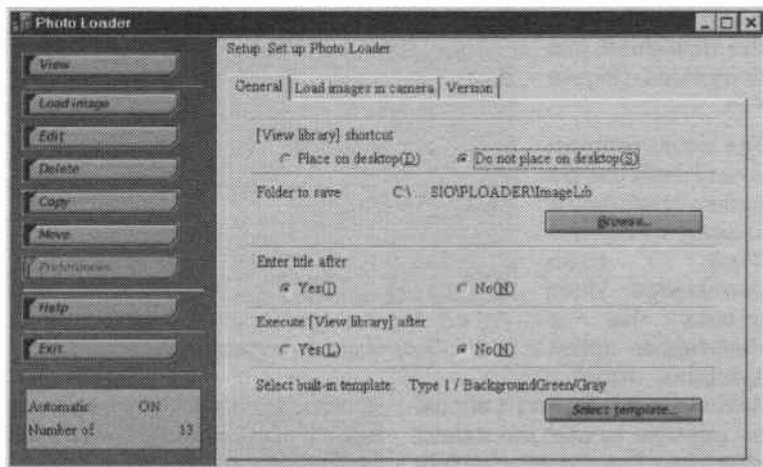 Photo Loader
View
Load image
Edit
Delete
Copy
Move
Preferences
Help
Exit
Automatic ON
Number of 13
Setup. Set up Photo Loader
General
Load images in camera
Version
[View library] shortcut
Place on desktop(D)
Do not place on desktop(S)
Folder to save C:\ ... SIO\PLOADER\ImageLib
Browse...
Enter title after
Yes(I)
No(N)
Execute [View library] after
Yes(L)
No(N)
Select built-in template: Type 1 / BackgroundGreen/Gray
Select template...